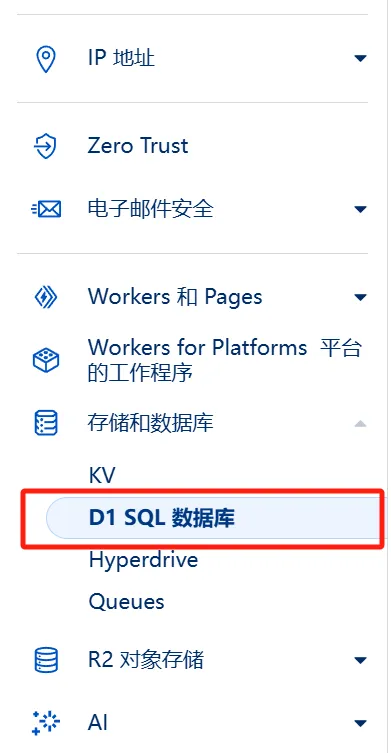 IP 地址
Zero Trust
电子邮件安全
Workers 和 Pages
Workers for Platforms 平台
的工作程序
存储和数据库
KV
D1 SQL 数据库
Hyperdrive
Queues
R2 对象存储
AI